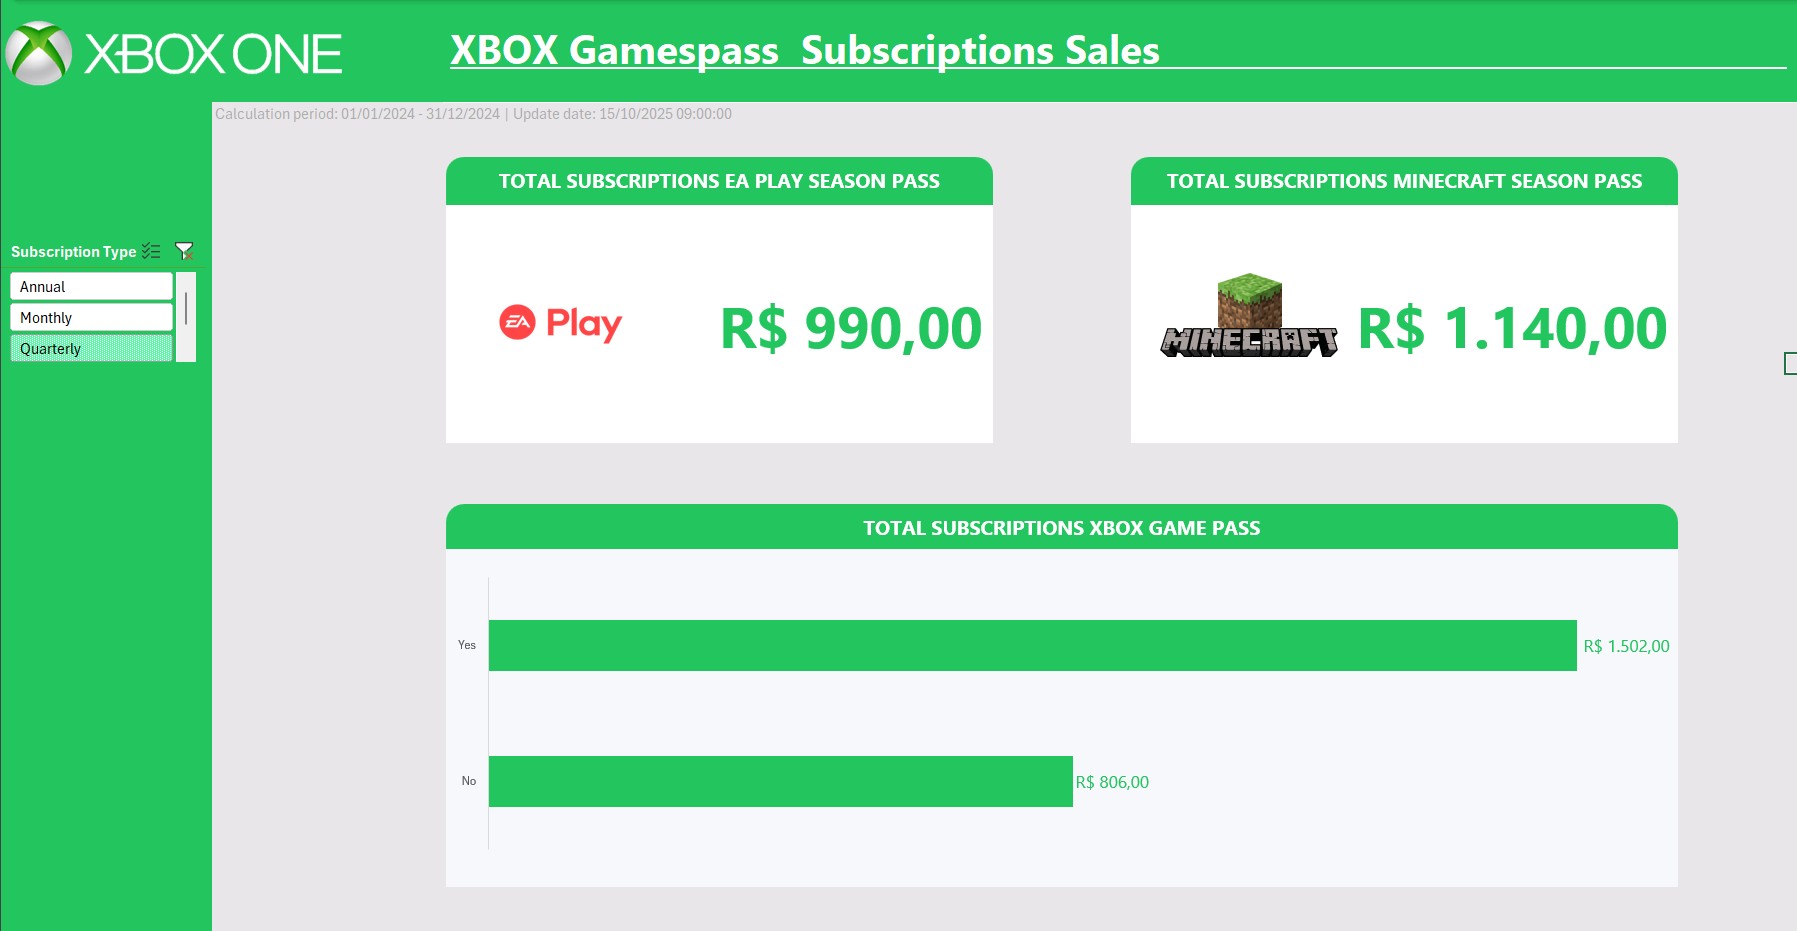 XBOX ONE
XBOX Gamespass  Subscriptions Sales
Calculation period: 01/01/2024 - 31/12/2024 | Update date: 15/10/2025 09:00:00
Subscription Type
Annual
Monthly
Quarterly
TOTAL SUBSCRIPTIONS EA PLAY SEASON PASS
EA Play
R$ 990,00
TOTAL SUBSCRIPTIONS MINECRAFT SEASON PASS
MINECRAFT
R$ 1.140,00
TOTAL SUBSCRIPTIONS XBOX GAME PASS
Yes
R$ 1.502,00
No
R$ 806,00